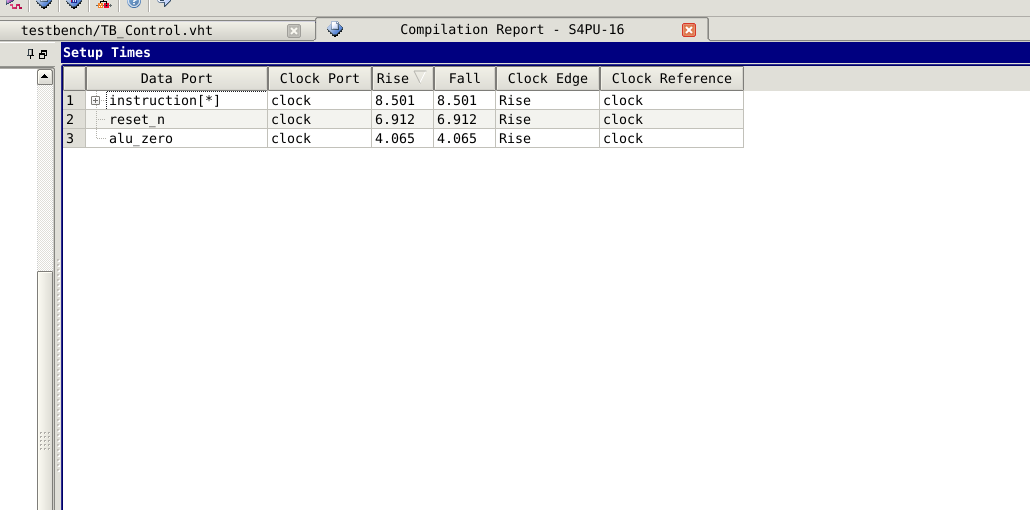 testbench/TB_Control.vht Compilation Report - S4PU-16
Setup Times
Data Port Clock Port Rise Fall Clock Edge Clock Reference
1 instruction[*] clock 8.501 8.501 Rise clock
2 reset_n clock 6.912 6.912 Rise clock
3 alu_zero clock 4.065 4.065 Rise clock